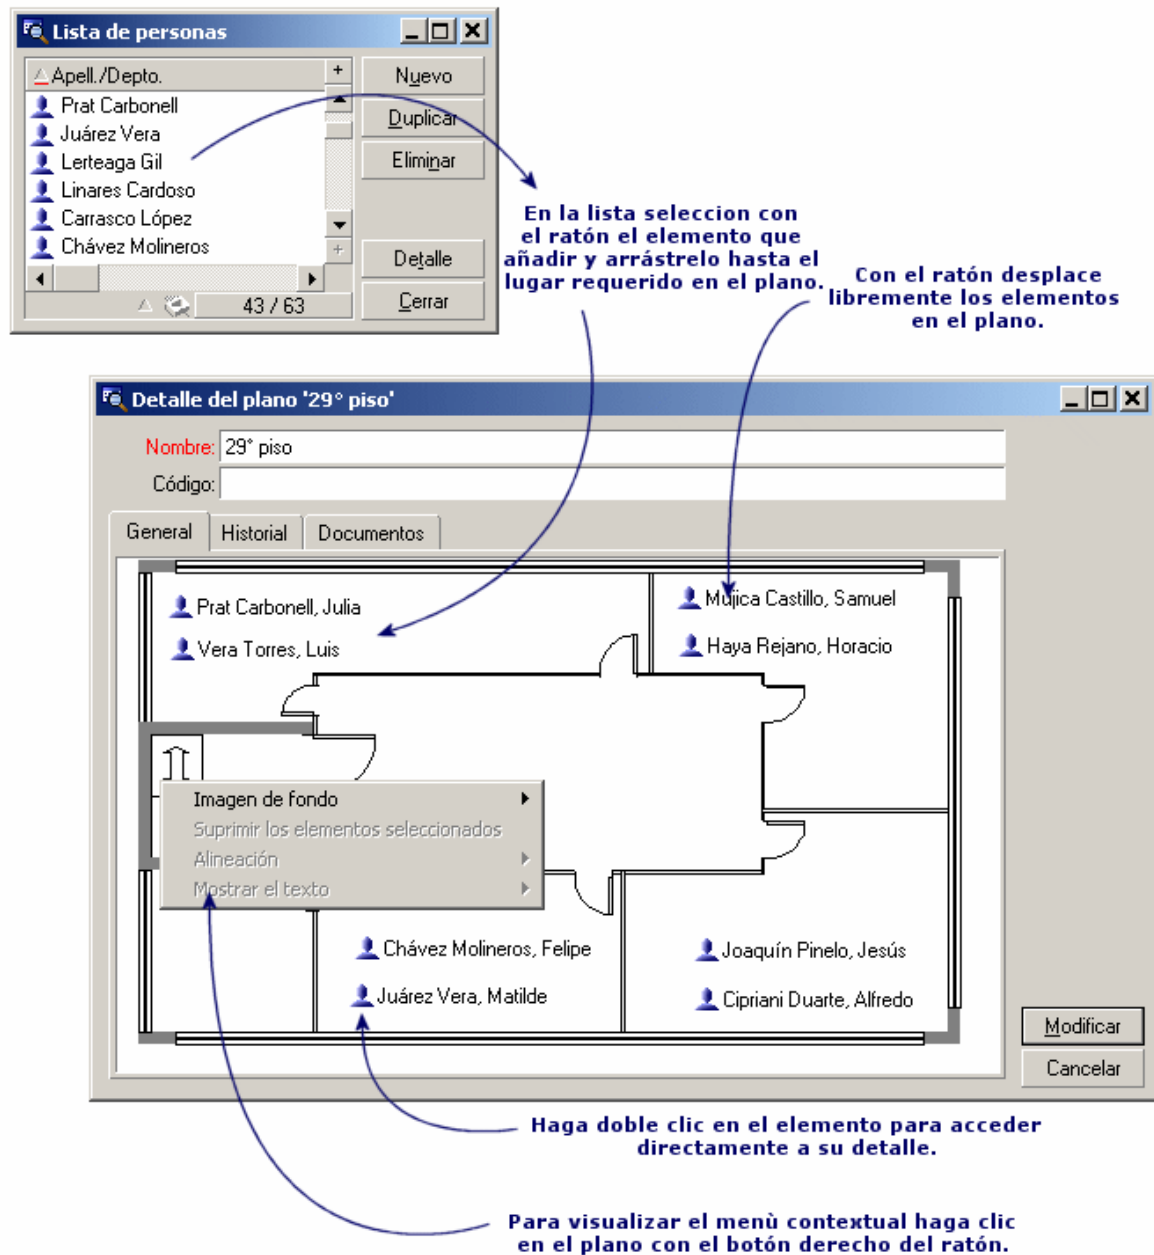 Lista de personas
Apell./Depto. +
Prat Carbonell
Juárez Vera
Lerteaga Gil
Linares Cardoso
Carrasco López
Chávez Molineros
+
43 / 63
Nuevo
Duplicar
Eliminar
Detalle
Cerrar
En la lista seleccion con
el ratón el elemento que
añadir y arrástrelo hasta el
lugar requerido en el plano.
Con el ratón desplace
libremente los elementos
en el plano.
Detalle del plano '29° piso'
Nombre: 29° piso
Código:
General Historial Documentos
Prat Carbonell, Julia
Vera Torres, Luis
Mujica Castillo, Samuel
Haya Rejano, Horacio
Imagen de fondo
Suprimir los elementos seleccionados
Alineación
Mostrar el texto
Chávez Molineros, Felipe
Juárez Vera, Matilde
Joaquín Pinelo, Jesús
Cipriani Duarte, Alfredo
Modificar
Cancelar
Haga doble clic en el elemento para acceder
directamente a su detalle.
Para visualizar el menù contextual haga clic
en el plano con el botón derecho del ratón.